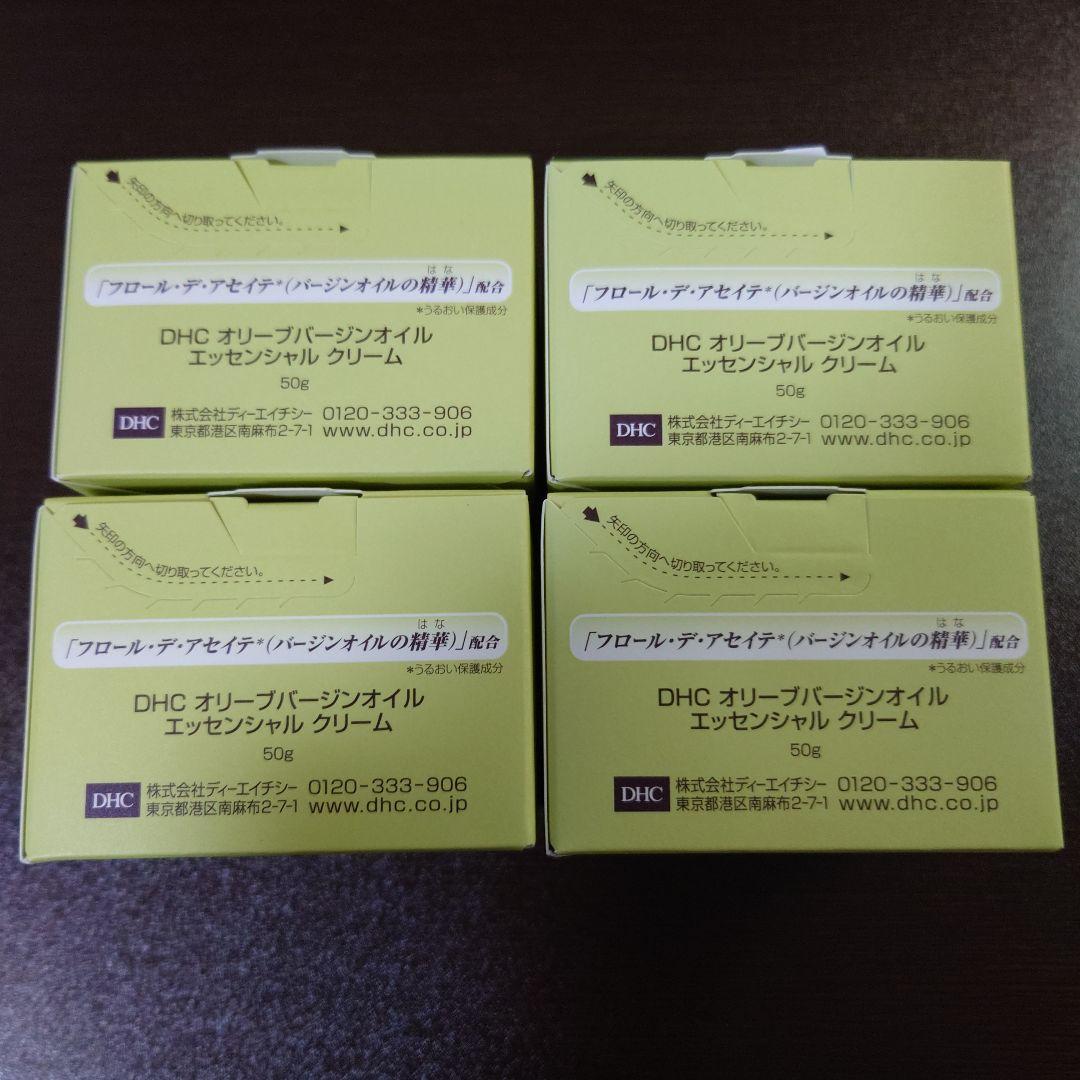 矢印の方向へ切り取ってください。
はな
「フロール・デ・アセイテ*(バージンオイルの精華)」配合
*うるおい保護成分
DHC オリーブバージンオイル
エッセンシャル クリーム
50g
DHC 株式会社ディーエイチシー 0120-333-906
東京都港区南麻布2-7-1 www.dhc.co.jp
矢印の方向へ切り取ってください。
はな
「フロール・デ・アセイテ*(バージンオイルの精華)」配合
*うるおい保護成分
DHC オリーブバージンオイル
エッセンシャル クリーム
50g
DHC 株式会社ディーエイチシー 0120-333-906
東京都港区南麻布2-7-1 www.dhc.co.jp
矢印の方向へ切り取ってください。
はな
「フロール・デ・アセイテ*(バージンオイルの精華)」配合
*うるおい保護成分
DHC オリーブバージンオイル
エッセンシャル クリーム
50g
DHC 株式会社ディーエイチシー 0120-333-906
東京都港区南麻布2-7-1 www.dhc.co.jp
矢印の方向へ切り取ってください。
はな
「フロール・デ・アセイテ*(バージンオイルの精華)」配合
*うるおい保護成分
DHC オリーブバージンオイル
エッセンシャル クリーム
50g
DHC 株式会社ディーエイチシー 0120-333-906
東京都港区南麻布2-7-1 www.dhc.co.jp